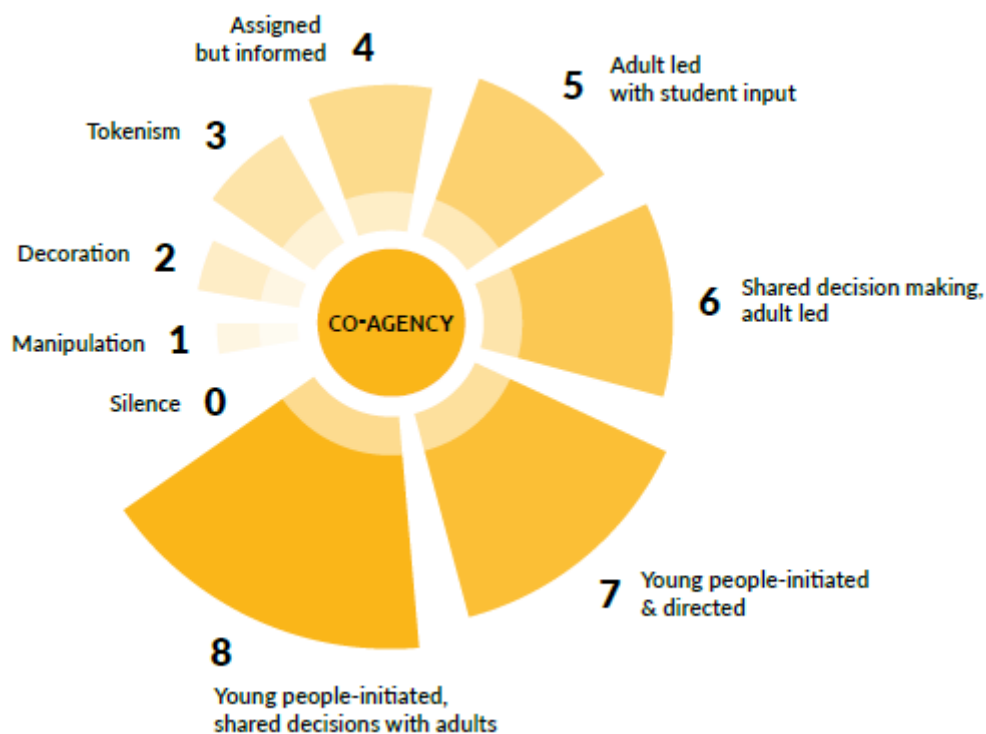 CO-AGENCY
0
Silence
1
Manipulation
2
Decoration
3
Tokenism
4
Assigned
but informed
5
Adult led
with student input
6
Shared decision making,
adult led
7
Young people-initiated
& directed
8
Young people-initiated,
shared decisions with adults